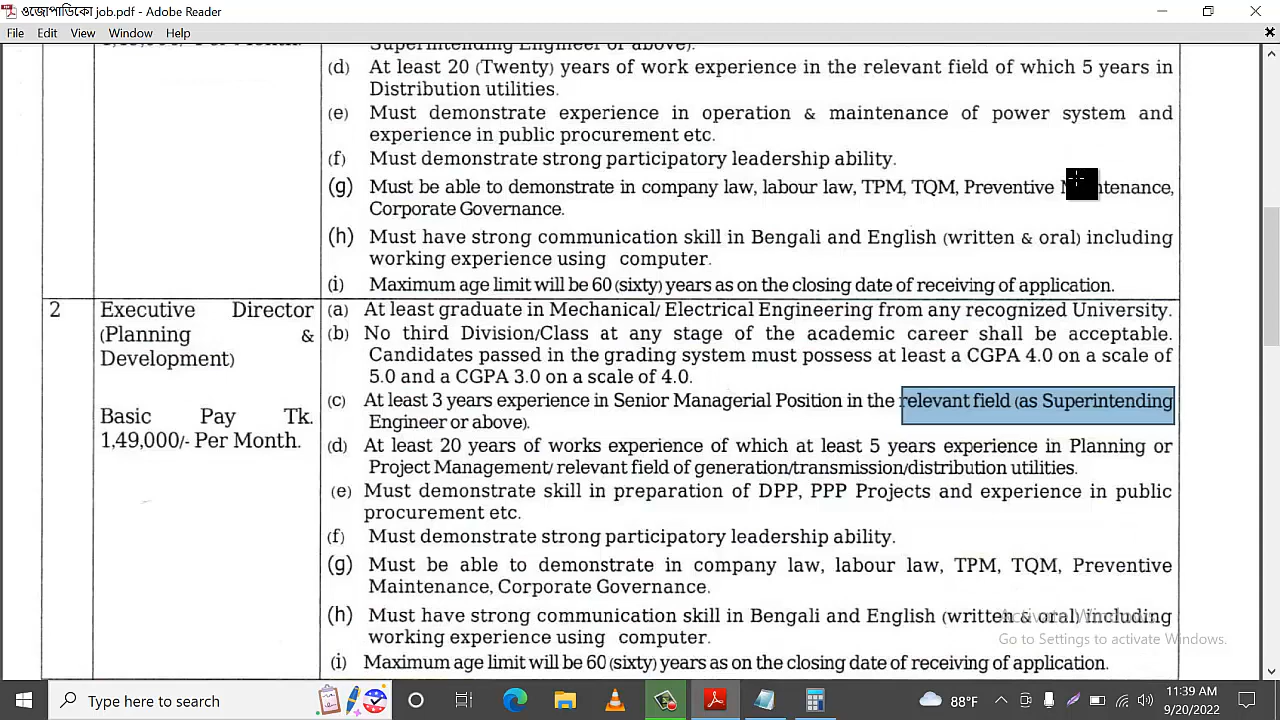 ওজোপাডিকো job.pdf - Adobe Reader
File Edit View Window Help
Superintending Engineer or above).
(d) At least 20 (Twenty) years of work experience in the relevant field of which 5 years in
Distribution utilities.
(e) Must demonstrate experience in operation & maintenance of power system and
experience in public procurement etc.
(f) Must demonstrate strong participatory leadership ability.
(g) Must be able to demonstrate in company law, labour law, TPM, TQM, Preventive
Corporate Governance.
(h) Must have strong communication skill in Bengali and English (written & oral) including
working experience using computer.
(i) Maximum age limit will be 60 (sixty) years as on the closing date of receiving of application.
2
Executive Director
(Planning &
Development)
Basic Pay Tk.
1,49,000/- Per Month.
(a) At least graduate in Mechanical/ Electrical Engineering from any recognized University.
(b) No third Division/Class at any stage of the academic career shall be acceptable.
Candidates passed in the grading system must possess at least a CGPA 4.0 on a scale of
5.0 and a CGPA 3.0 on a scale of 4.0.
(c) At least 3 years experience in Senior Managerial Position in the relevant field (as Superintending
Engineer or above).
(d) At least 20 years of works experience of which at least 5 years experience in Planning or
Project Management/ relevant field of generation/transmission/distribution utilities.
(e) Must demonstrate skill in preparation of DPP, PPP Projects and experience in public
procurement etc.
(f) Must demonstrate strong participatory leadership ability.
(g) Must be able to demonstrate in company law, labour law, TPM, TQM, Preventive
Maintenance, Corporate Governance.
(h) Must have strong communication skill in Bengali and English (written & oral) including
working experience using computer.
(i) Maximum age limit will be 60 (sixty) years as on the closing date of receiving of application.
Activate Windows
Go to Settings to activate Windows.
Type here to search
88°F
11:39 AM
9/20/2022